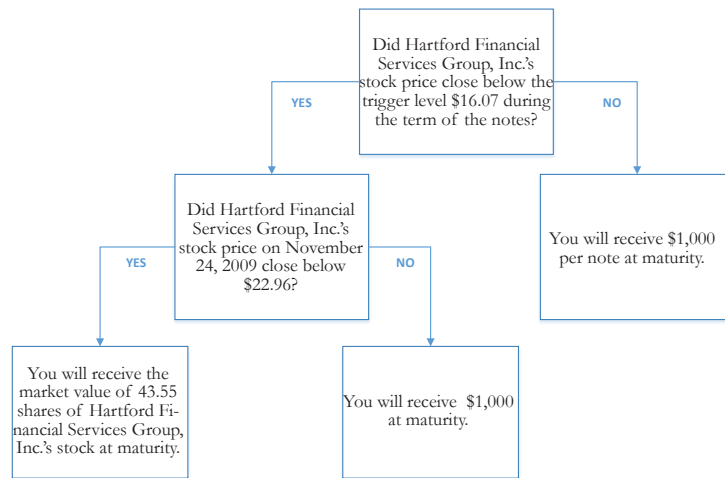 Did Hartford Financial
Services Group, Inc.'s
stock price close below the
trigger level $16.07 during
the term of the notes?
YES
NO
Did Hartford Financial
Services Group, Inc.'s
stock price on November
24, 2009 close below
$22.96?
You will receive $1,000
per note at maturity.
YES
NO
You will receive the
market value of 43.55
shares of Hartford Fi-
nancial Services Group,
Inc.'s stock at maturity.
You will receive $1,000
at maturity.